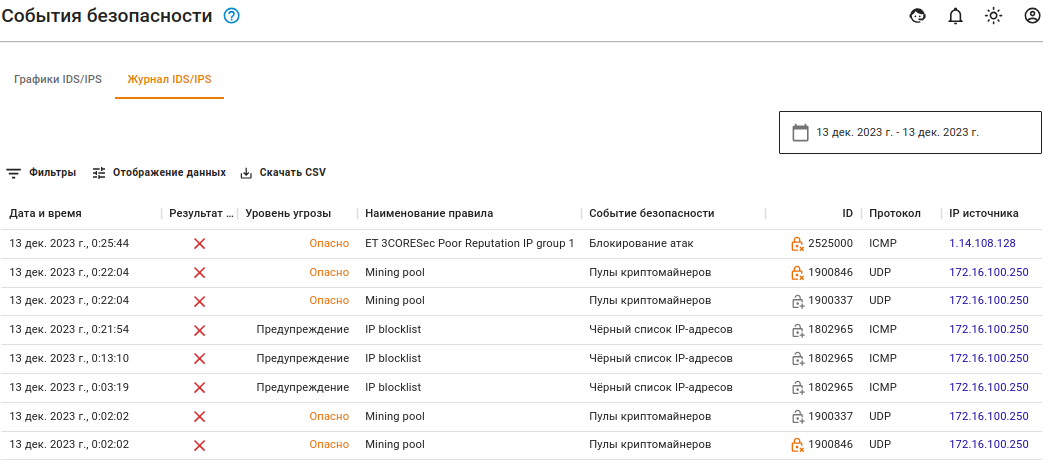 События безопасности
Графики IDS/IPS Журнал IDS/IPS
13 дек. 2023 г. - 13 дек. 2023 г.
Фильтры Отображение данных Скачать CSV
Дата и время Результат ... Уровень угрозы Наименование правила Событие безопасности ID Протокол IP источника
13 дек. 2023 г., 0:25:44 Опасно ET 3CORESec Poor Reputation IP group 1 Блокирование атак 2525000 ICMP 1.14.108.128
13 дек. 2023 г., 0:22:04 Опасно Mining pool Пулы криптомайнеров 1900846 UDP 172.16.100.250
13 дек. 2023 г., 0:22:04 Опасно Mining pool Пулы криптомайнеров 1900337 UDP 172.16.100.250
13 дек. 2023 г., 0:21:54 Предупреждение IP blocklist Чёрный список IP-адресов 1802965 ICMP 172.16.100.250
13 дек. 2023 г., 0:13:10 Предупреждение IP blocklist Чёрный список IP-адресов 1802965 ICMP 172.16.100.250
13 дек. 2023 г., 0:03:19 Предупреждение IP blocklist Чёрный список IP-адресов 1802965 ICMP 172.16.100.250
13 дек. 2023 г., 0:02:02 Опасно Mining pool Пулы криптомайнеров 1900337 UDP 172.16.100.250
13 дек. 2023 г., 0:02:02 Опасно Mining pool Пулы криптомайнеров 1900846 UDP 172.16.100.250